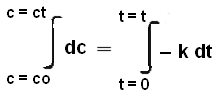 c = ct t = t
∫ dc = ∫ – k dt
c = co t = 0